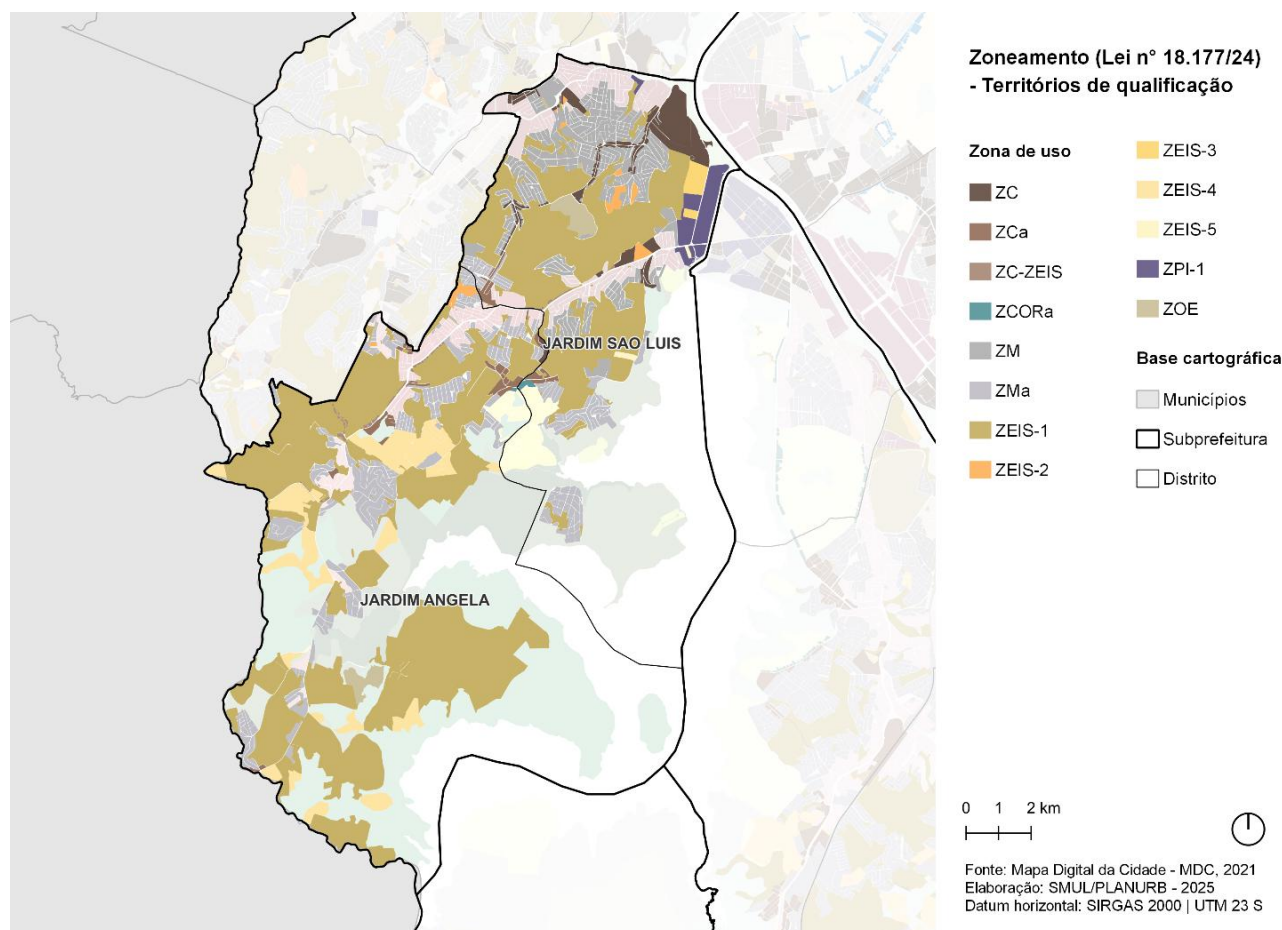 Zoneamento (Lei n° 18.177/24)
- Territórios de qualificação
Zona de uso
ZC
ZCa
ZC-ZEIS
ZCORa
ZM
ZMa
ZEIS-1
ZEIS-2
ZEIS-3
ZEIS-4
ZEIS-5
ZPI-1
ZOE
Base cartográfica
Municípios
Subprefeitura
Distrito
JARDIM SAO LUIS
JARDIM ANGELA
0 1 2 km
Fonte: Mapa Digital da Cidade - MDC, 2021
Elaboração: SMUL/PLANURB - 2025
Datum horizontal: SIRGAS 2000 | UTM 23 S